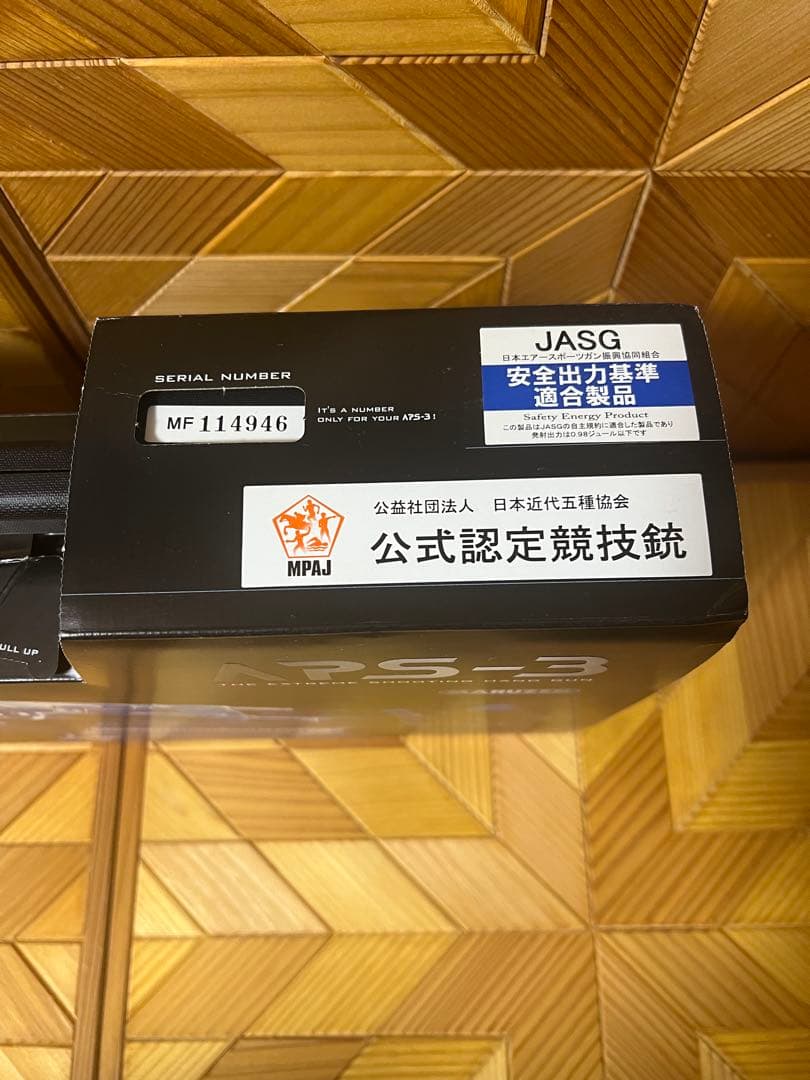 SERIAL NUMBER
MF 114946
IT'S A NUMBER
ONLY FOR YOUR APS-3!
JASG
日本エアースポーツガン振興協同組合
安全出力基準
適合製品
Safety Energy Product
この製品はJASGの自主規約に適合した製品であり
発射出力は0.98ジュール以下です
公益社団法人 日本近代五種協会
公式認定競技銃
MPAJ
ULL UP
APS-3
THE EXTREME SHOOTING HAND GUN